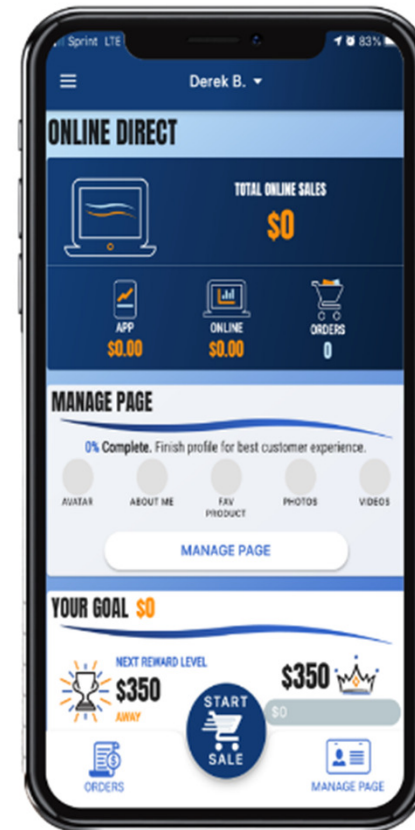 Sprint LTE
83%
Derek B.
ONLINE DIRECT
TOTAL ONLINE SALES
$0
APP
$0.00
ONLINE
$0.00
ORDERS
0
MANAGE PAGE
0% Complete. Finish profile for best customer experience.
AVATAR
ABOUT ME
FAV
PRODUCT
PHOTOS
VIDEOS
MANAGE PAGE
YOUR GOAL $0
NEXT REWARD LEVEL
$350
AWAY
$350
$0
START
SALE
ORDERS
MANAGE PAGE